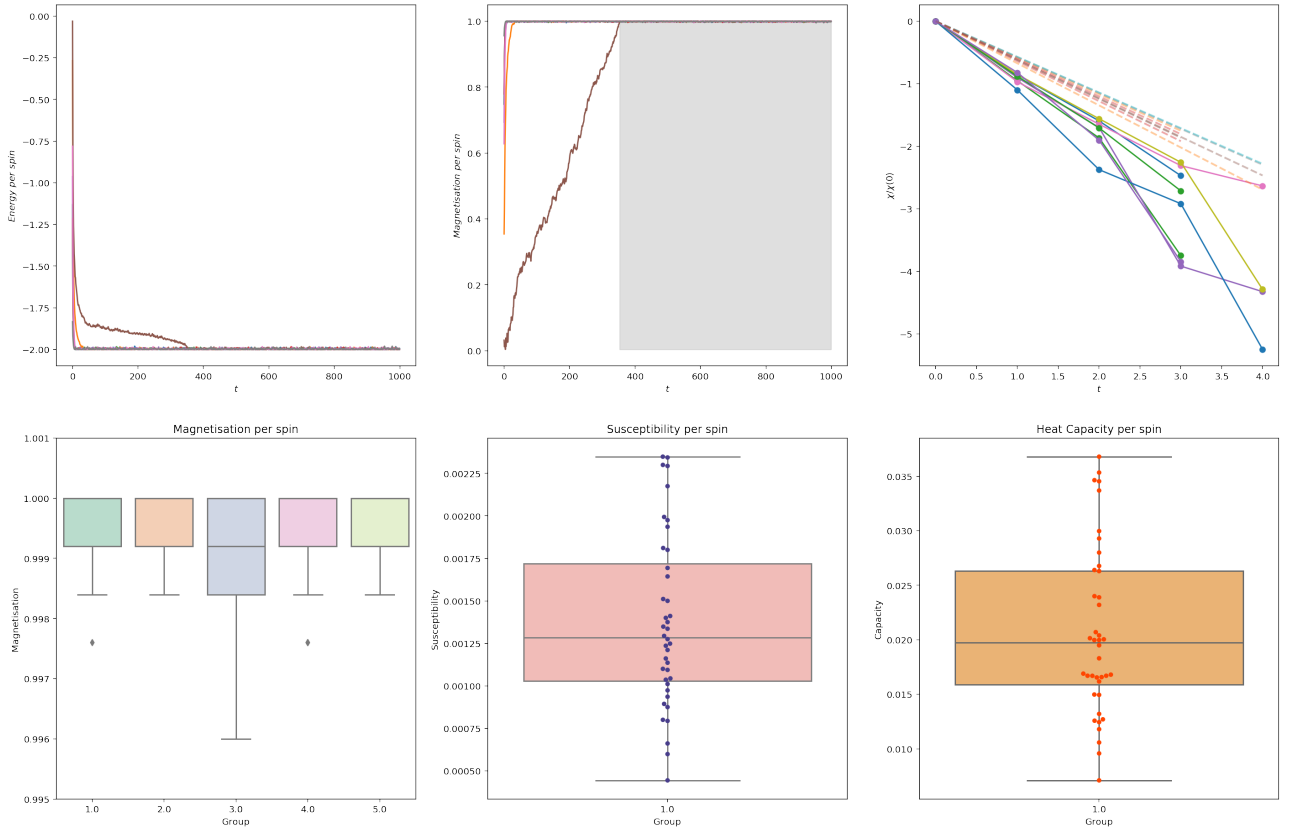 0.00
−0.25
−0.50
−0.75
−1.00
−1.25
−1.50
−1.75
−2.00
Energy per spin
0 200 400 600 800 1000
t
1.0
0.8
0.6
0.4
0.2
0.0
Magnetisation per spin
0 200 400 600 800 1000
t
0
−1
−2
−3
−4
−5
χ/χ(0)
0.0 0.5 1.0 1.5 2.0 2.5 3.0 3.5 4.0
t
Magnetisation per spin
1.001
1.000
0.999
0.998
0.997
0.996
0.995
Magnetisation
1.0 2.0 3.0 4.0 5.0
Group
Susceptibility per spin
0.00225
0.00200
0.00175
0.00150
0.00125
0.00100
0.00075
0.00050
Susceptibility
1.0
Group
Heat Capacity per spin
0.035
0.030
0.025
0.020
0.015
0.010
Capacity
1.0
Group